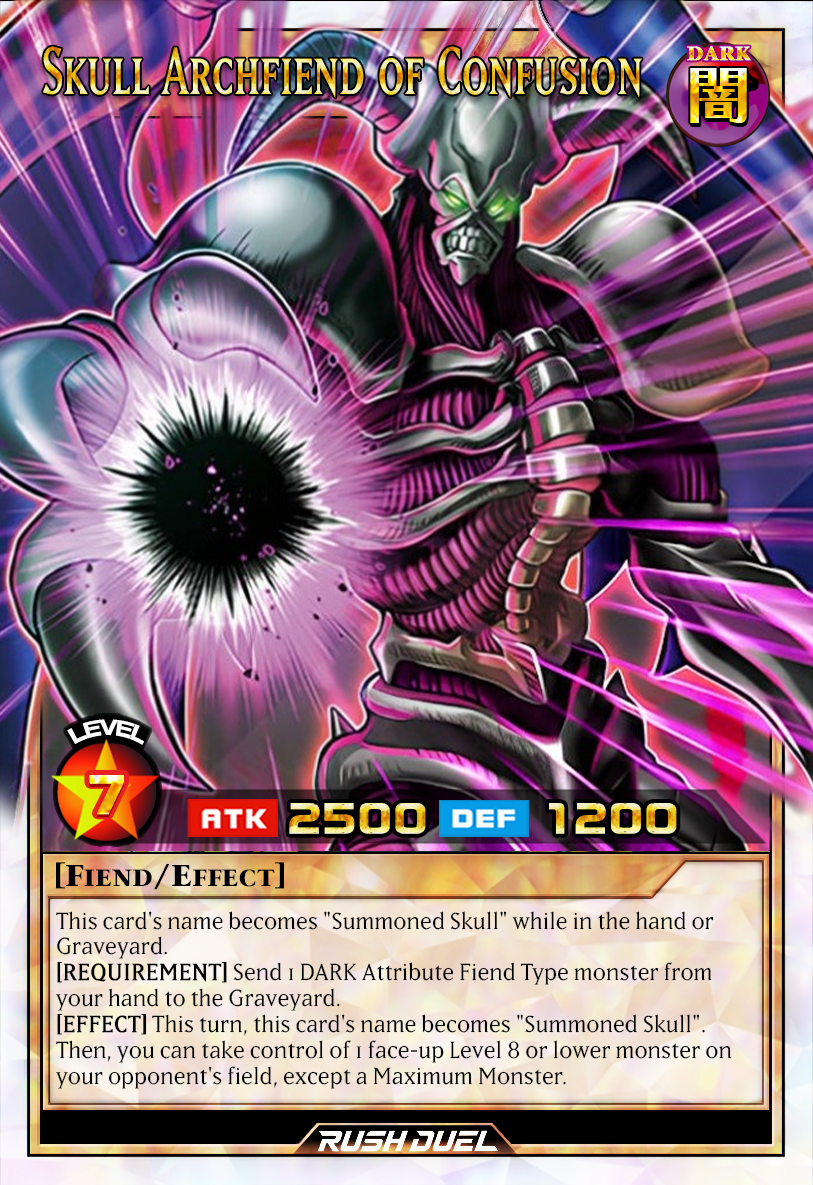 SKULL ARCHFIEND OF CONFUSION
DARK
闇
LEVEL
7
ATK 2500 DEF 1200
[FIEND/EFFECT]
This card's name becomes "Summoned Skull" while in the hand or
Graveyard.
[REQUIREMENT] Send 1 DARK Attribute Fiend Type monster from
your hand to the Graveyard.
[EFFECT] This turn, this card's name becomes "Summoned Skull".
Then, you can take control of 1 face-up Level 8 or lower monster on
your opponent's field, except a Maximum Monster.
RUSH DUEL